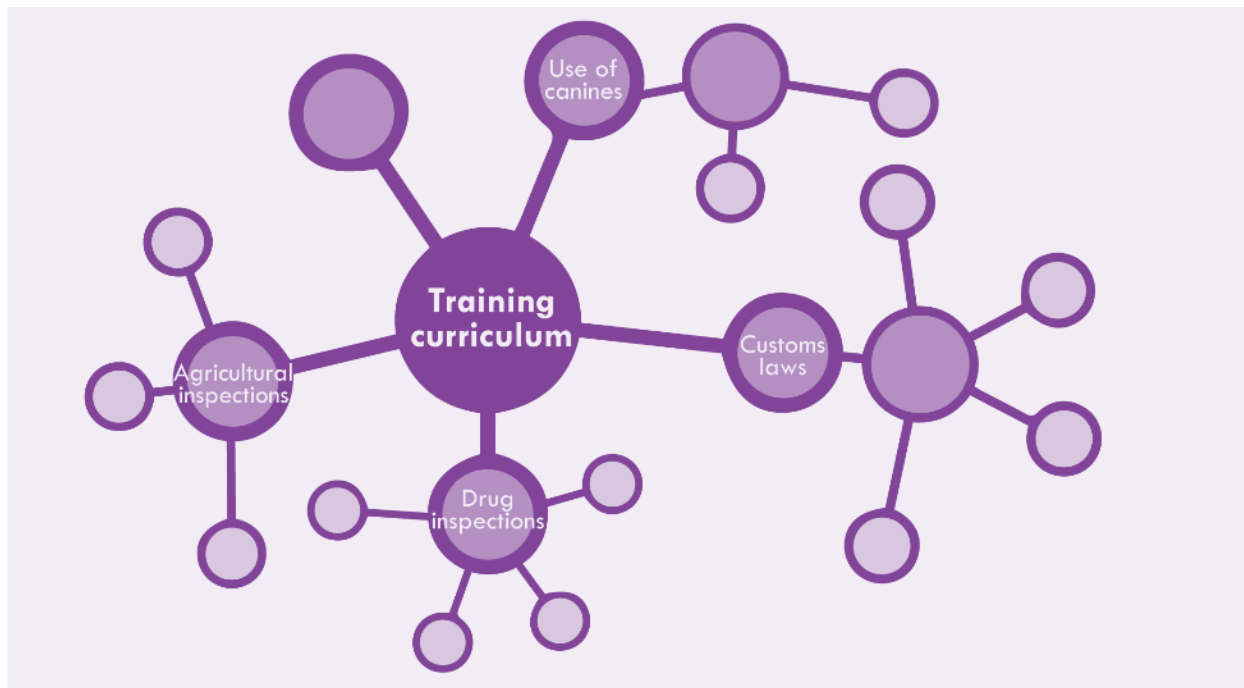 Use of
canines
Training
curriculum
Customs
laws
Agricultural
inspections
Drug
inspections